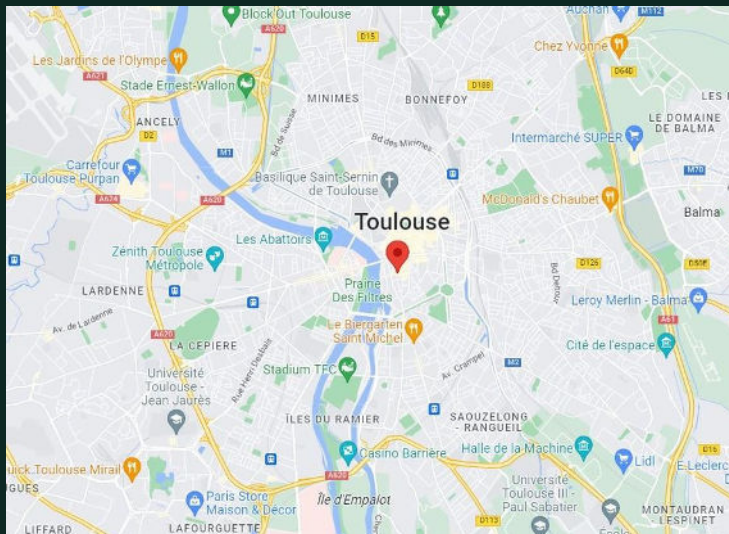 Block'Out Toulouse
A620
D15
Auchan
M112
Les Jardins de l'Olympe
Chez Yvonne
A621
Stade Ernest-Wallon
D64D
MINIMES
BONNEFOY
ANCELY
D2
Bd de Suisse
Bd des Minimes
LE DOMAINE
DE BALMA
Intermarché SUPER
M1
Carrefour
Toulouse Purpan
Basilique Saint-Sernin
de Toulouse
M70
A624
A620
McDonald's Chaubet
Balma
Toulouse
Les Abattoirs
Zénith Toulouse
Métropole
D126
Prairie
Des Filtres
Bd Deltour
LARDENNE
Leroy Merlin - Balma
Av. de Lardenne
A620
Le Biergarten
Saint Michel
A61
LA CÉPIÈRE
Cité de l'espace
Rue Henri Desbals
Av. Crampel
M2
Stadium TFC
Université
Toulouse -
Jean Jaurès
ÎLES DU RAMIER
SAOUZELONG
- RANGUEIL
Halle de la Machine
D16
Casino Barrière
Lidl
uick Toulouse Mirail
E.Leclerc
A620
Paris Store
Maison & Décor
Île d'Empalot
Université
Toulouse III -
Paul Sabatier
MONTAUDRAN
- LESPINET
UGUES
D113
LIFFARD
LAFOURGUETTE